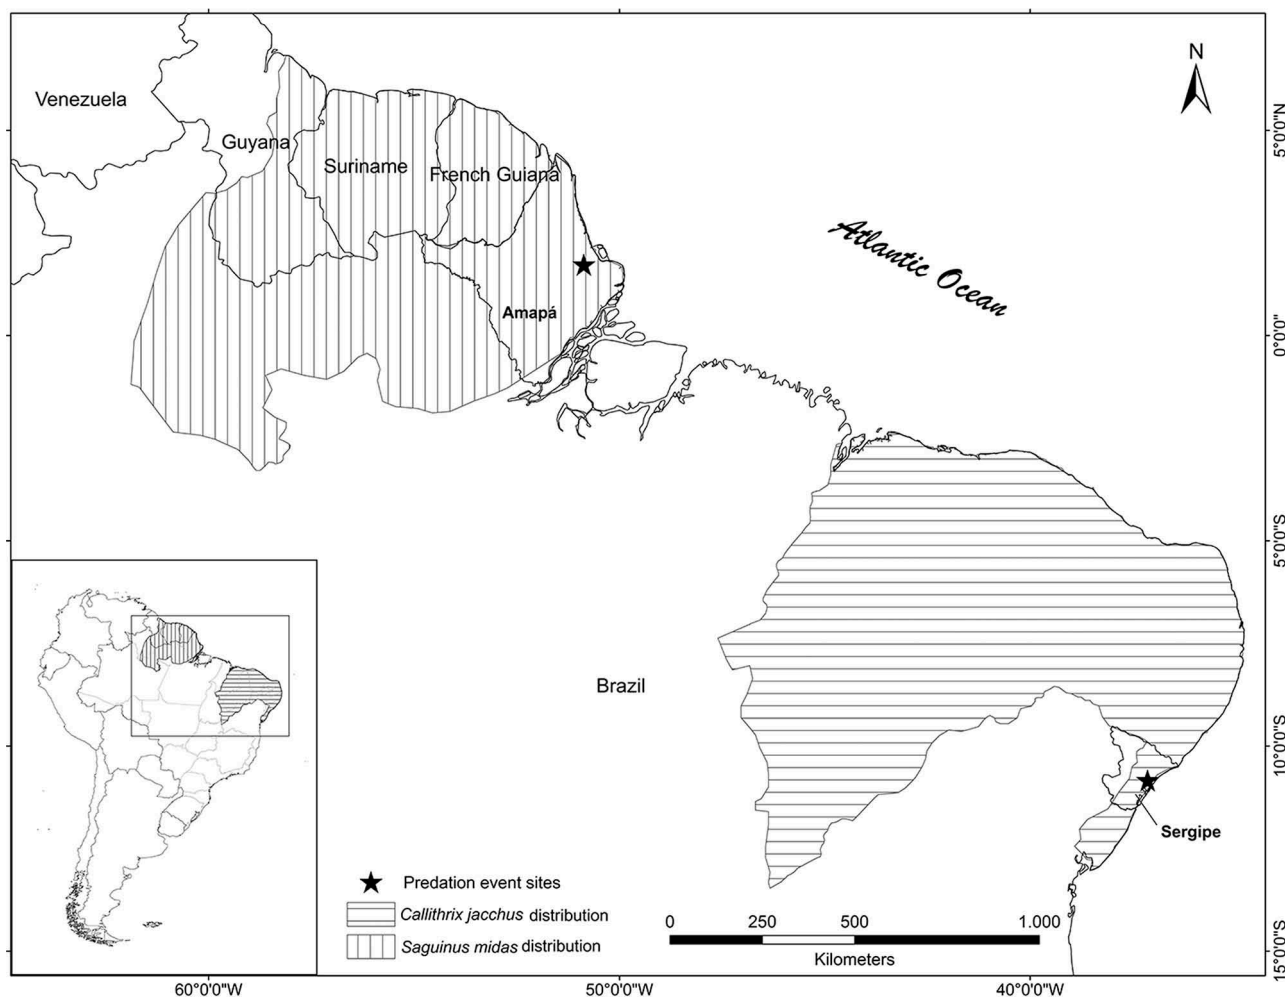 N
Venezuela
Guyana
Suriname
French Guiana
Atlantic Ocean
Amapá
Brazil
Sergipe
Predation event sites
Callithrix jacchus distribution
Saguinus midas distribution
0 250 500 1.000
Kilometers
5°0'0"N
0°0'0"
5°0'0"S
10°0'0"S
15°0'0"S
60°0'0"W 50°0'0"W 40°0'0"W